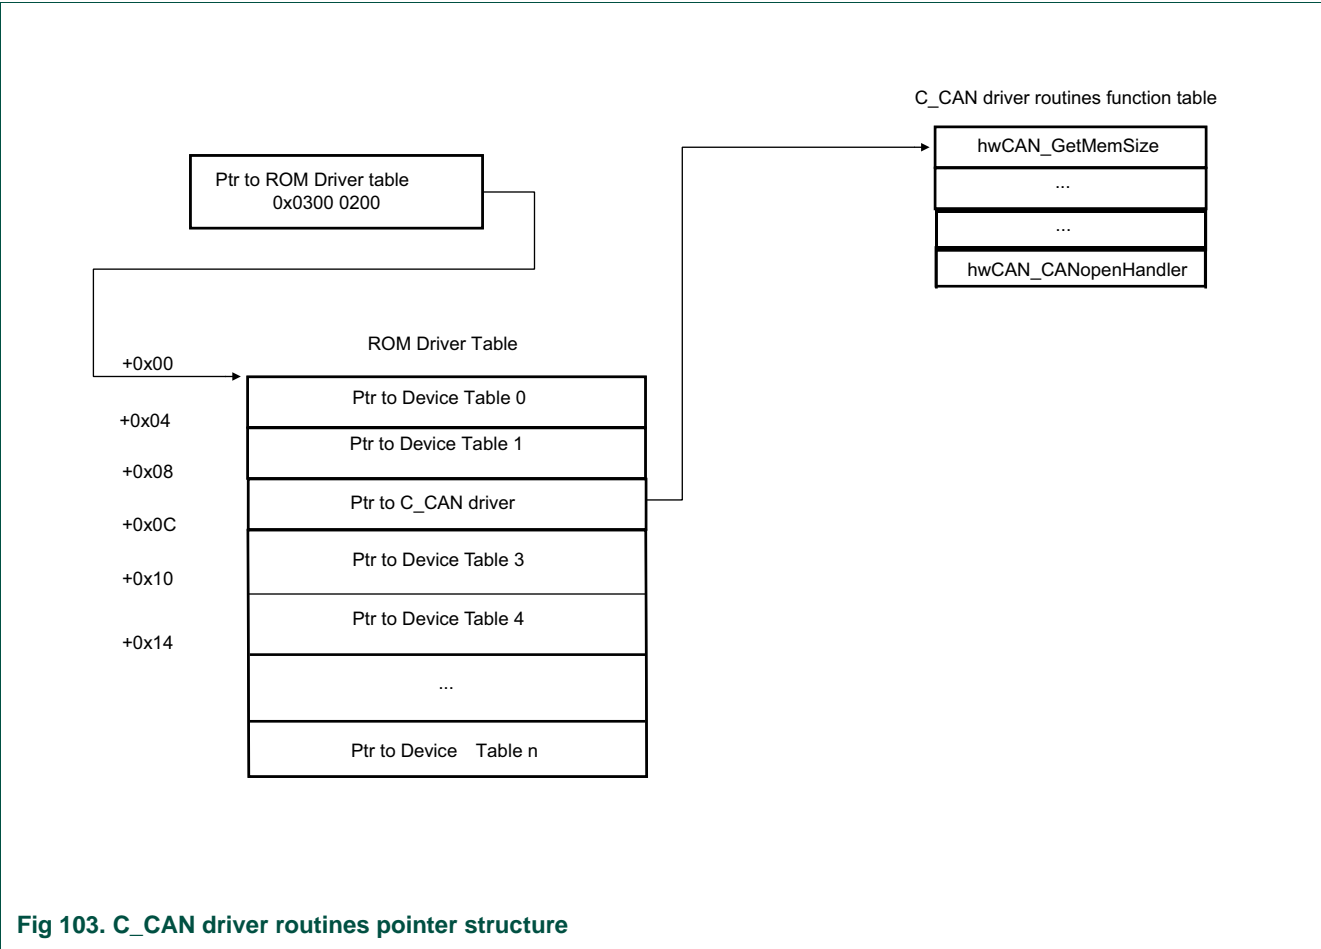 C_CAN driver routines function table
hwCAN_GetMemSize
...
...
hwCAN_CANopenHandler
Ptr to ROM Driver table
0x0300 0200
ROM Driver Table
+0x00
Ptr to Device Table 0
+0x04
Ptr to Device Table 1
+0x08
Ptr to C_CAN driver
+0x0C
Ptr to Device Table 3
+0x10
Ptr to Device Table 4
+0x14
...
Ptr to Device Table n
Fig 103. C_CAN driver routines pointer structure